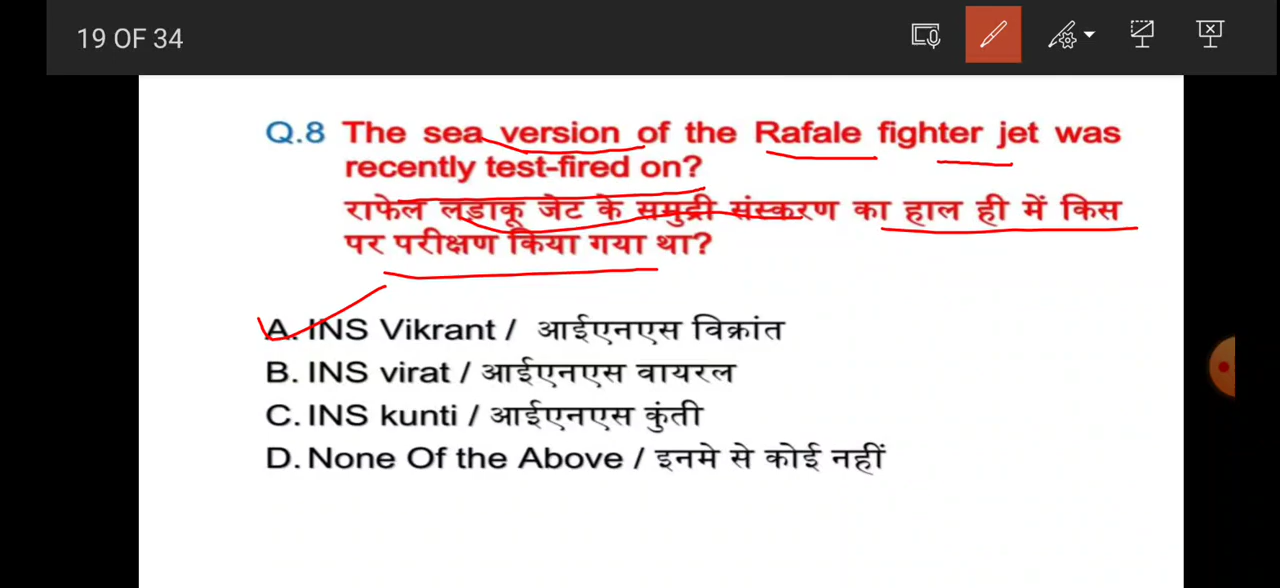 19 OF 34
Q.8 The sea version of the Rafale fighter jet was
recently test-fired on?
राफेल लडाकू जेट के समुद्री संस्करण का हाल ही में किस
पर परीक्षण किया गया था?
A. INS Vikrant / आईएनएस विक्रांत
B. INS virat / आईएनएस वायरल
C. INS kunti / आईएनएस कुंती
D. None Of the Above / इनमे से कोई नहीं